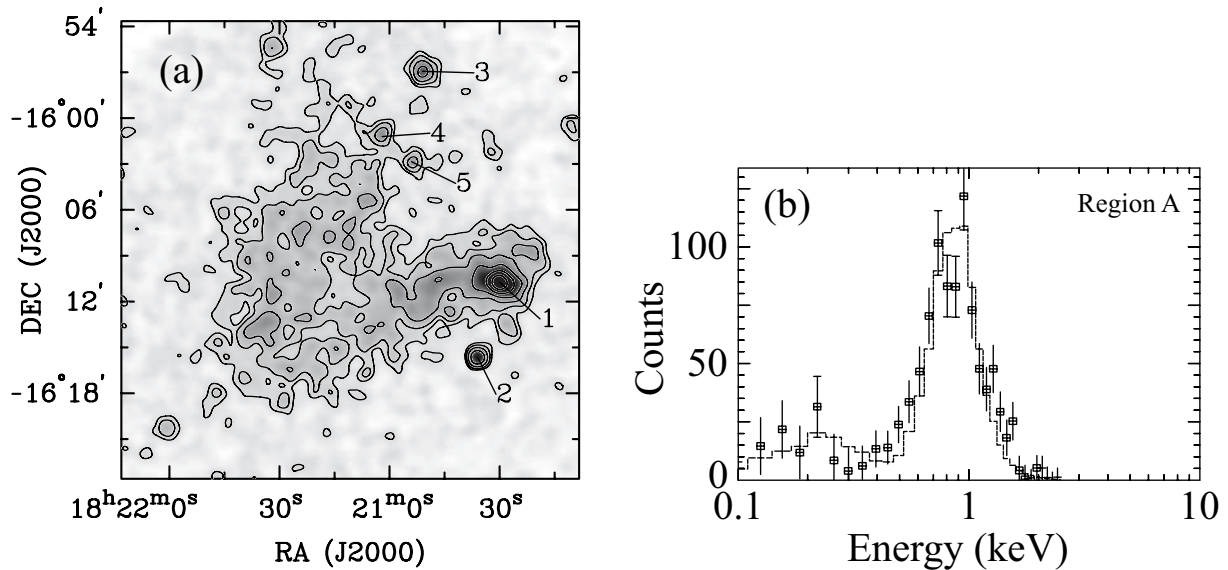 (a)
54′
-16°00′
06′
12′
-16°18′
DEC (J2000)
3
4
5
1
2
18ʰ22ᵐ0ˢ
30ˢ
21ᵐ0ˢ
30ˢ
RA (J2000)
(b)
Region A
100
50
0
Counts
0.1
1
10
Energy (keV)